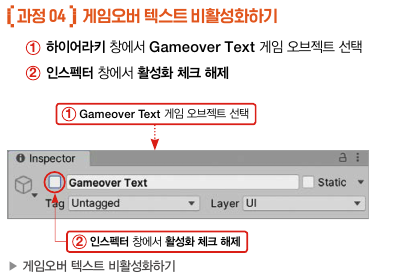 [과정 04] 게임오버 텍스트 비활성화하기
① 하이어라키 창에서 Gameover Text 게임 오브젝트 선택
② 인스펙터 창에서 활성화 체크 해제
① Gameover Text 게임 오브젝트 선택
Inspector
Gameover Text Static
Tag Untagged Layer UI
② 인스펙터 창에서 활성화 체크 해제
▶ 게임오버 텍스트 비활성화하기